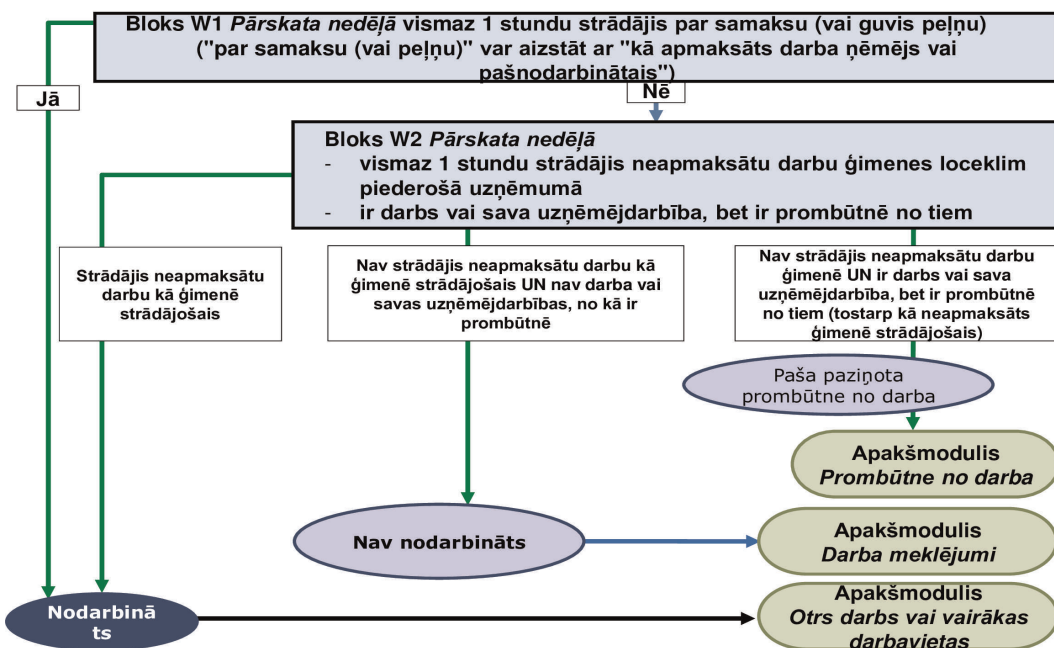 Bloks W1 Pārskata nedēļā vismaz 1 stundu strādājis par samaksu (vai guvis peļņu)
("par samaksu (vai peļņu)" var aizstāt ar "kā apmaksāts darba ņēmējs vai
pašnodarbinātais")
Jā
Nē
Bloks W2 Pārskata nedēļā
- vismaz 1 stundu strādājis neapmaksātu darbu ģimenes loceklim
piederošā uzņēmumā
- ir darbs vai sava uzņēmējdarbība, bet ir prombūtnē no tiem
Strādājis neapmaksātu
darbu kā ģimenē
strādājošais
Nav strādājis neapmaksātu darbu kā
ģimenē strādājošais UN nav darba vai
savas uzņēmējdarbības, no kā ir
prombūtnē
Nav strādājis neapmaksātu darbu
ģimenē UN ir darbs vai sava
uzņēmējdarbība, bet ir prombūtnē
no tiem (tostarp kā neapmaksāts
ģimenē strādājošais)
Paša paziņota
prombūtne no darba
Apakšmodulis
Prombūtne no darba
Nav nodarbināts
Apakšmodulis
Darba meklējumi
Nodarbinā
ts
Apakšmodulis
Otrs darbs vai vairākas
darbavietas